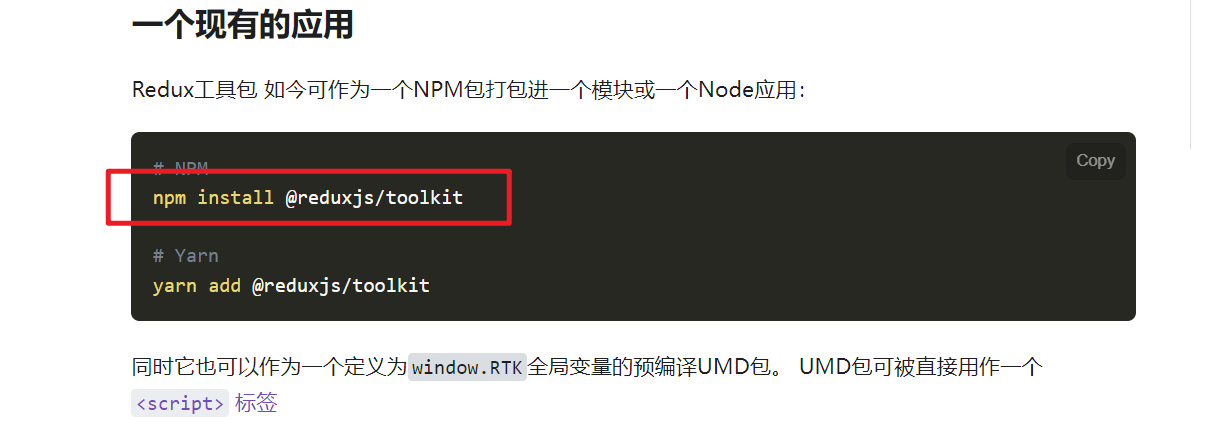 一个现有的应用
Redux工具包 如今可作为一个NPM包打包进一个模块或一个Node应用：
Copy
# NPM
npm install @reduxjs/toolkit
# Yarn
yarn add @reduxjs/toolkit
同时它也可以作为一个定义为window.RTK全局变量的预编译UMD包。 UMD包可被直接用作一个
<script> 标签